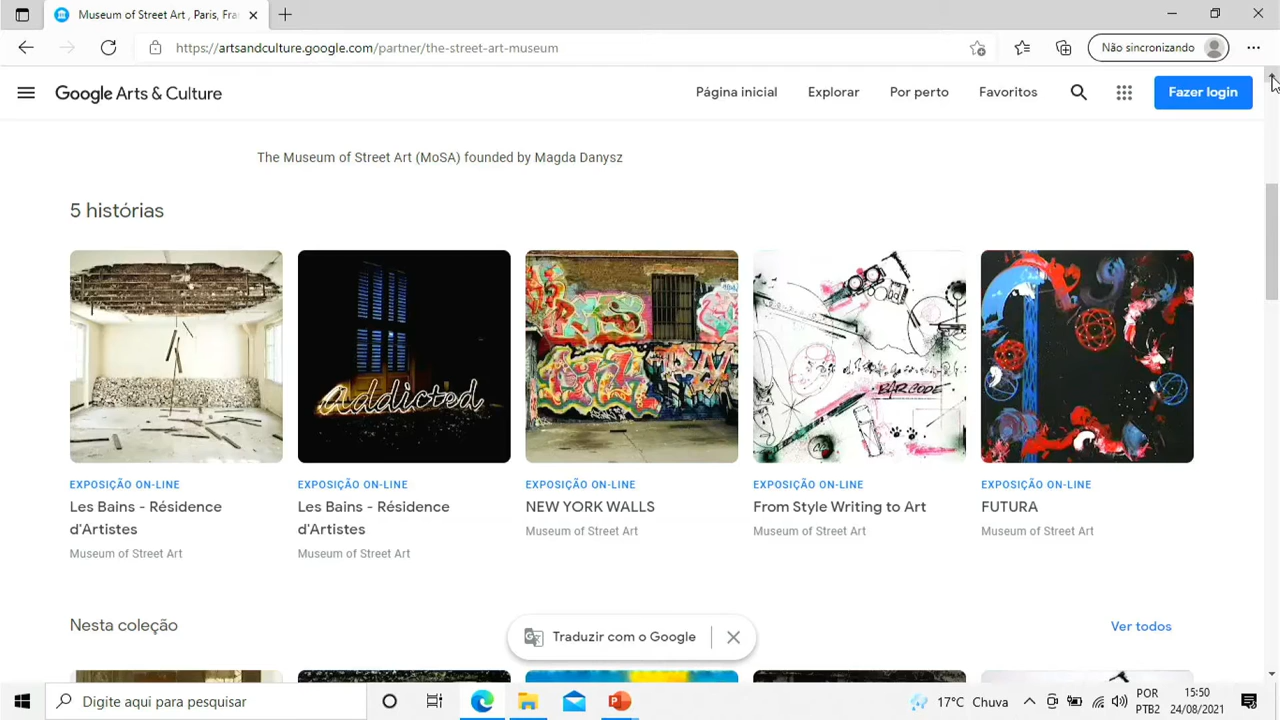 Museum of Street Art , Paris, Fra
https://artsandculture.google.com/partner/the-street-art-museum
Não sincronizando
Google Arts & Culture
Página inicial
Explorar
Por perto
Favoritos
Fazer login
The Museum of Street Art (MoSA) founded by Magda Danysz
5 histórias
addicted
BAR CODE
EXPOSIÇÃO ON-LINE
Les Bains - Résidence
d'Artistes
Museum of Street Art
EXPOSIÇÃO ON-LINE
Les Bains - Résidence
d'Artistes
Museum of Street Art
EXPOSIÇÃO ON-LINE
NEW YORK WALLS
Museum of Street Art
EXPOSIÇÃO ON-LINE
From Style Writing to Art
Museum of Street Art
EXPOSIÇÃO ON-LINE
FUTURA
Museum of Street Art
Nesta coleção
Ver todos
Traduzir com o Google
Digite aqui para pesquisar
17°C Chuva
POR
PTB2
15:50
24/08/2021